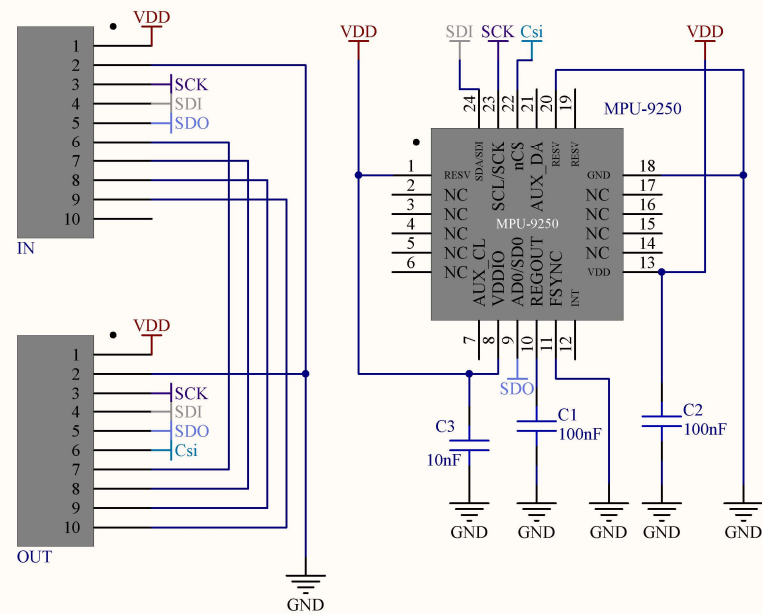 VDD
1
2
3 SCK
4 SDI
5 SDO
6
7
8
9
10
IN
VDD
1
2
3 SCK
4 SDI
5 SDO
6 Csi
7
8
9
10
OUT
GND
VDD
SDI SCK Csi
VDD
24 23 22 21 20 19
MPU-9250
SDA/SDI SCL/SCK nCS AUX_DA RESV RESV
1 RESV
2 NC
3 NC
4 NC
5 NC
6 NC
MPU-9250
GND 18
NC 17
NC 16
NC 15
NC 14
VDD 13
AUX_CL VDDIO AD0/SD0 REGOUT FSYNC INT
7 8 9 10 11 12
SDO
C3
10nF
C1
100nF
C2
100nF
GND GND GND GND GND